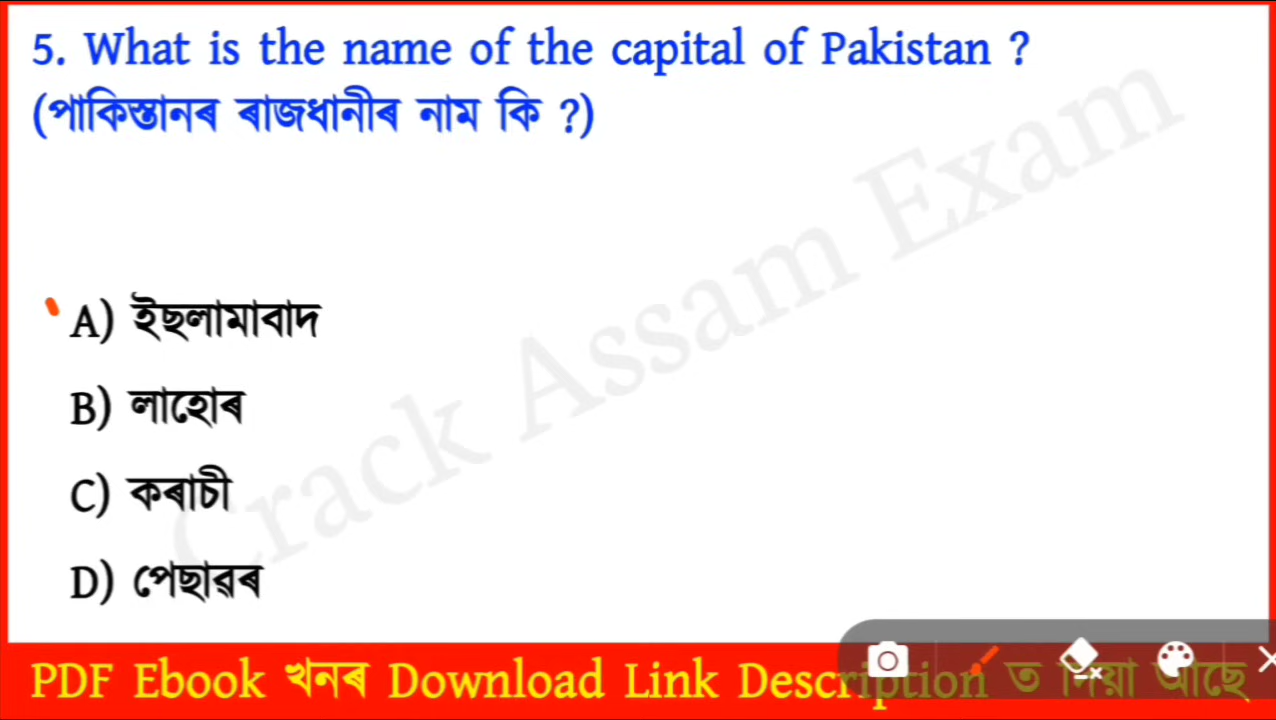 5. What is the name of the capital of Pakistan ?
(পাকিস্তানৰ ৰাজধানীৰ নাম কি ?)
A) ইছলামাবাদ
B) লাহোৰ
C) কৰাচী
D) পেছাৱৰ
Crack Assam Exam
PDF Ebook খনৰ Download Link Description ত দিয়া আছে